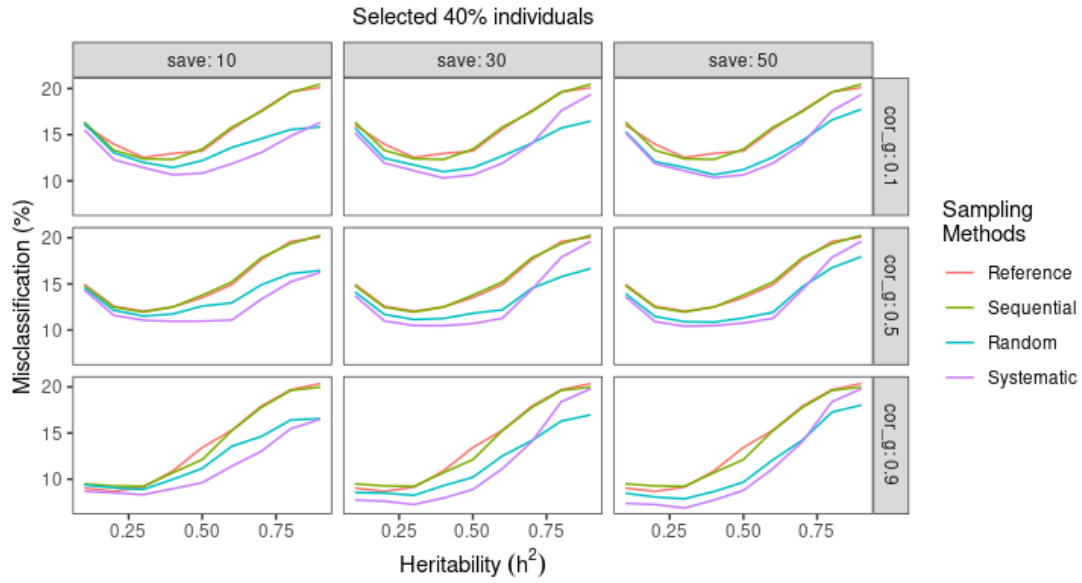 Selected 40% individuals
save: 10
save: 30
save: 50
20
15
10
cor_g: 0.1
20
15
10
cor_g: 0.5
20
15
10
cor_g: 0.9
0.25 0.50 0.75
0.25 0.50 0.75
0.25 0.50 0.75
Misclassification (%)
Heritability (h²)
Sampling
Methods
Reference
Sequential
Random
Systematic